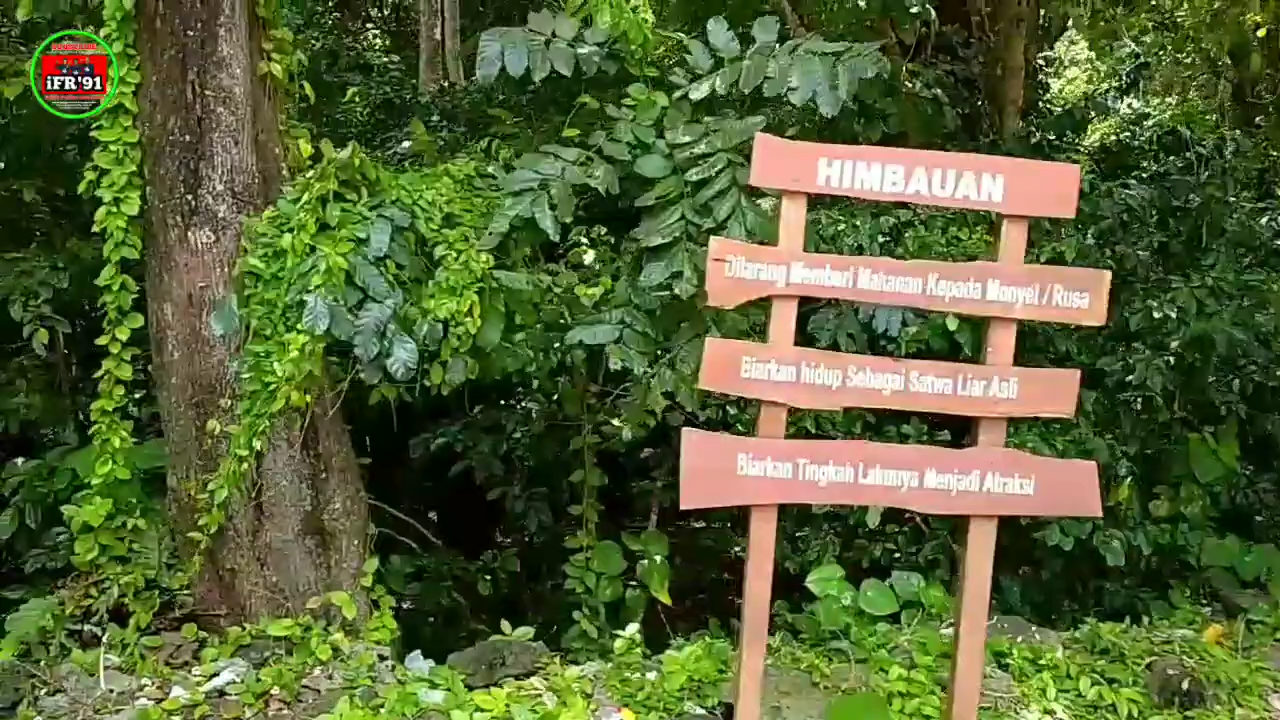 iFR'91
HIMBAUAN
Dilarang Memberi Makanan Kepada Monyet / Rusa
Biarkan hidup Sebagai Satwa Liar Asli
Biarkan Tingkah Lakunya Menjadi Atraksi